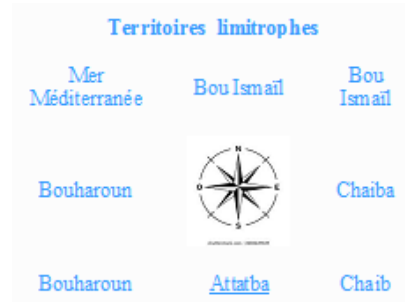 Territoires limitrophes
Mer Méditerranée Bou Ismaïl Bou Ismaïl
N
Bouharoun O E Chaiba
S
Bouharoun Attatba Chaib